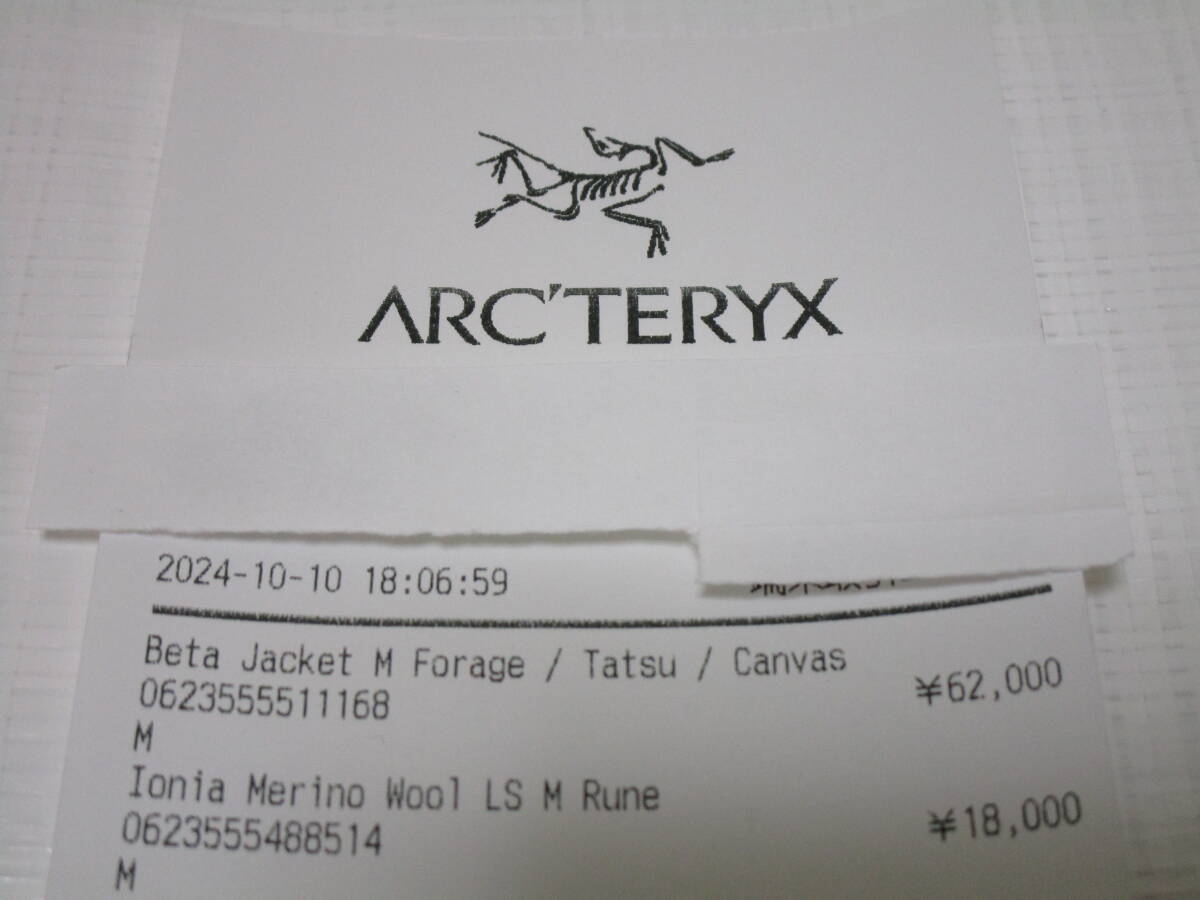 ARC'TERYX
2024-10-10 18:06:59
Beta Jacket M Forage / Tatsu / Canvas
0623555511168 ¥62,000
M
Ionia Merino Wool LS M Rune
0623555488514 ¥18,000
M